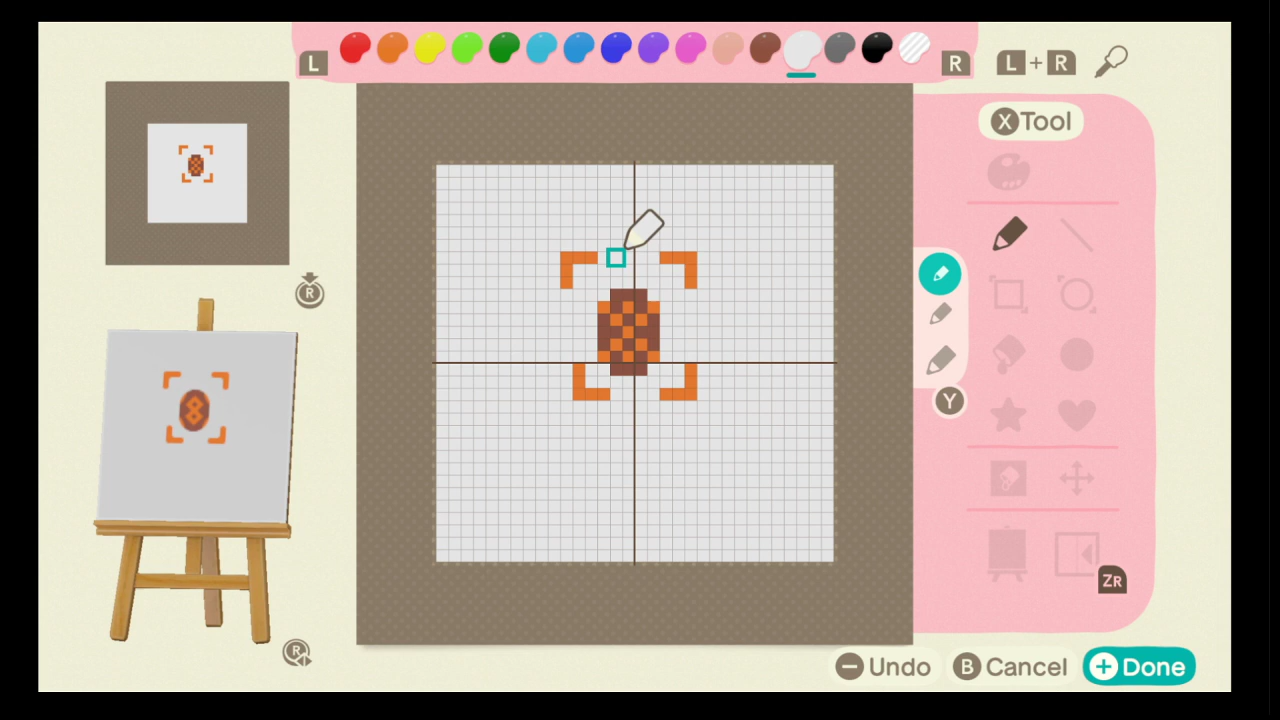 L
R
L + R
X Tool
R
Y
ZR
R
− Undo
B Cancel
+ Done